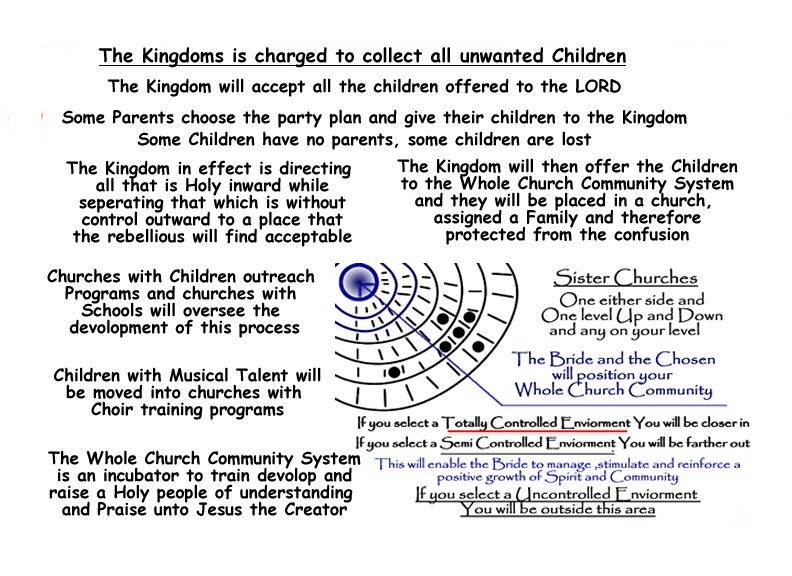 The Kingdoms is charged to collect all unwanted Children
The Kingdom will accept all the children offered to the LORD
Some Parents choose the party plan and give their children to the Kingdom
Some Children have no parents, some children are lost
The Kingdom in effect is directing
all that is Holy inward while
seperating that which is without
control outward to a place that
the rebellious will find acceptable
The Kingdom will then offer the Children
to the Whole Church Community System
and they will be placed in a church,
assigned a Family and therefore
protected from the confusion
Churches with Children outreach
Programs and churches with
Schools will oversee the
davolopment of this process
Children with Musical Talent will
be moved into churches with
Choir training programs
The Whole Church Community System
is an incubator to train devolop and
raise a Holy people of understanding
and Praise unto Jesus the Creator
Sister Churches
One either side and
One level Up and Down
and any on your level
The Bride and the Chosen
will position your
Whole Church Community
If you select a Totally Controlled Enviorment You will be closer in
If you select a Semi Controlled Enviorment You will be farther out
This will enable the Bride to manage ,stimulate and reinforce a
positive growth of Spirit and Community
If you select a Uncontrolled Enviorment
You will be outside this area